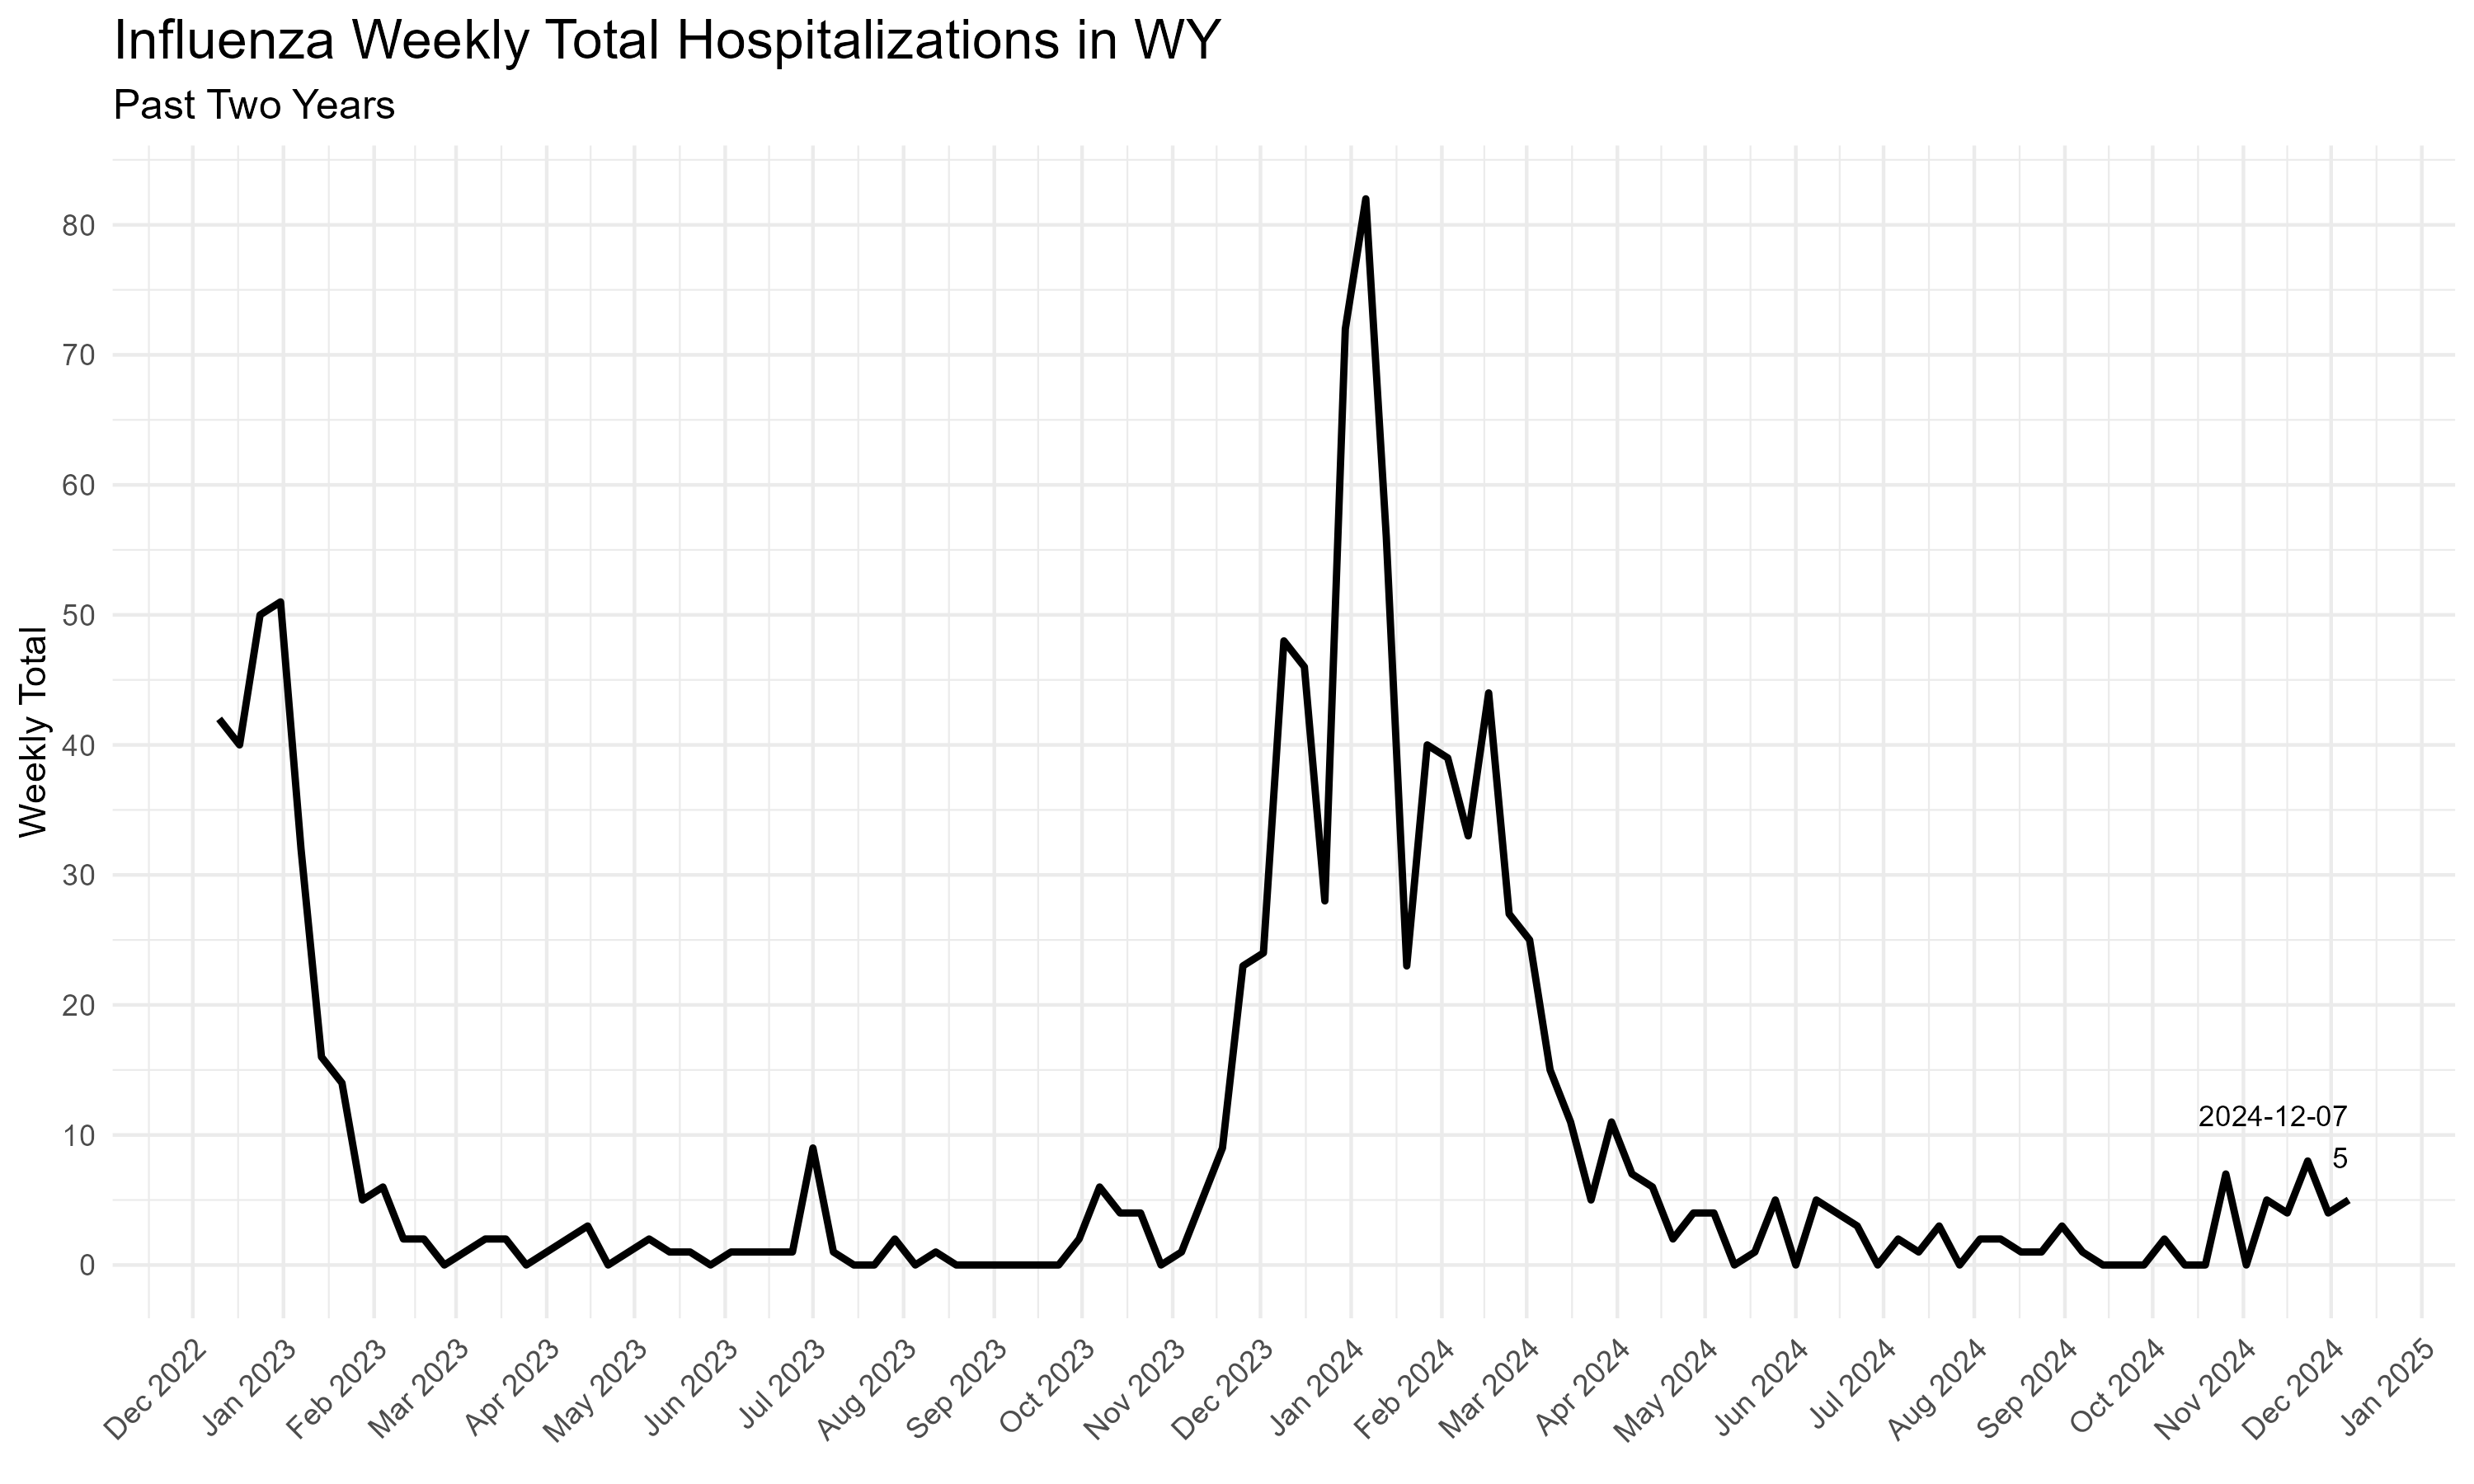 Influenza Weekly Total Hospitalizations in WY
Past Two Years
Weekly Total
80
70
60
50
40
30
20
10
0
2024-12-07
5
Dec 2022
Jan 2023
Feb 2023
Mar 2023
Apr 2023
May 2023
Jun 2023
Jul 2023
Aug 2023
Sep 2023
Oct 2023
Nov 2023
Dec 2023
Jan 2024
Feb 2024
Mar 2024
Apr 2024
May 2024
Jun 2024
Jul 2024
Aug 2024
Sep 2024
Oct 2024
Nov 2024
Dec 2024
Jan 2025